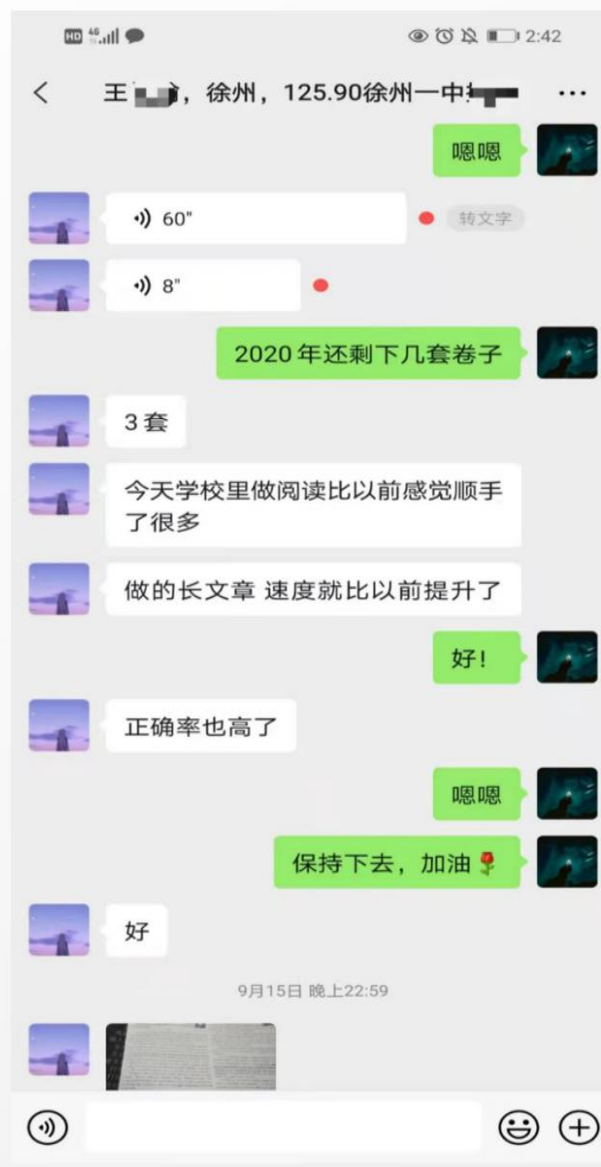 HD 4G 2:42
王，徐州，125.90徐州一中
嗯嗯
60"
转文字
8"
2020年还剩下几套卷子
3套
今天学校里做阅读比以前感觉顺手
了很多
做的长文章 速度就比以前提升了
好！
正确率也高了
嗯嗯
保持下去，加油🌹
好
9月15日 晚上22:59